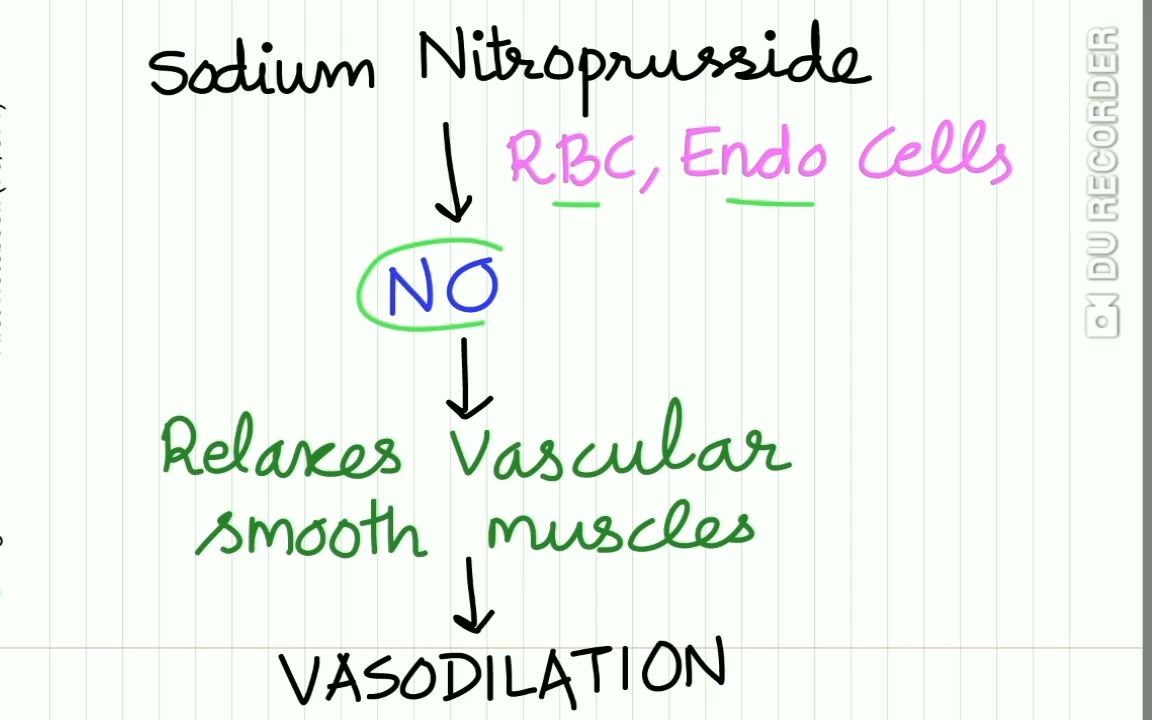 Sodium Nitroprusside
RBC, Endo Cells
NO
Relaxes Vascular
smooth muscles
VASODILATION
DU RECORDER